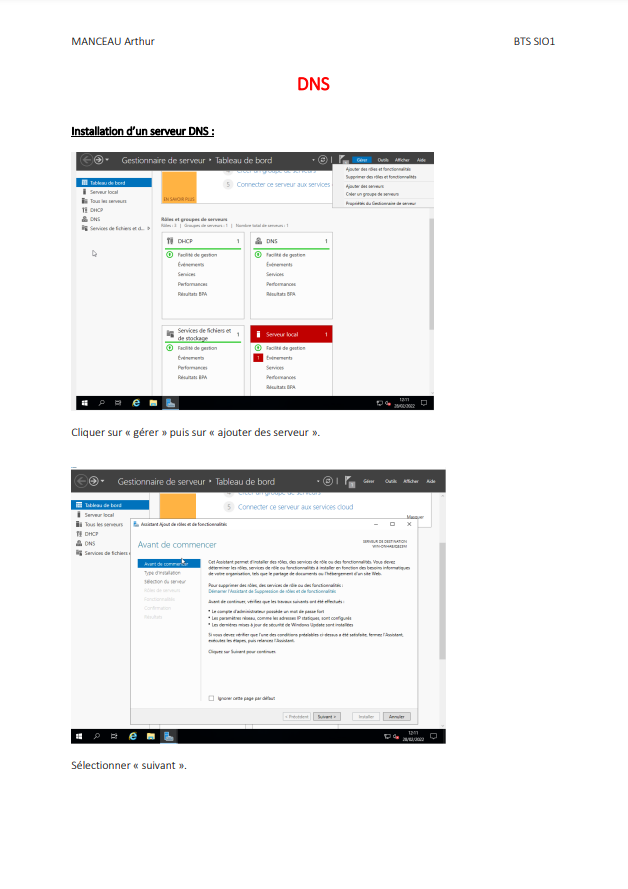 MANCEAU Arthur BTS SIO1
DNS
Installation d'un serveur DNS :
Gestionnaire de serveur • Tableau de bord
Gérer Outils Afficher Aide
Ajouter des rôles et fonctionnalités
Supprimer des rôles et fonctionnalités
Ajouter des serveurs
Créer un groupe de serveurs
Propriétés du Gestionnaire de serveur
Tableau de bord
Serveur local
Tous les serveurs
DHCP
DNS
Services de fichiers et d...
EN SAVOIR PLUS
5 Connecter ce serveur aux services
Rôles et groupes de serveurs
Rôles : 3 | Groupes de serveurs : 1 | Nombre total de serveurs : 1
DHCP 1
Facilité de gestion
Événements
Services
Performances
Résultats BPA
DNS 1
Facilité de gestion
Événements
Services
Performances
Résultats BPA
Services de fichiers et
de stockage 1
Facilité de gestion
Événements
Services
Performances
Résultats BPA
Serveur local 1
Facilité de gestion
1 Événements
Services
Performances
Résultats BPA
12:11
28/02/2022
Cliquer sur « gérer » puis sur « ajouter des serveur ».
Gestionnaire de serveur • Tableau de bord
Gérer Outils Afficher Aide
Tableau de bord
Serveur local
Tous les serveurs
DHCP
DNS
Services de fichiers
5 Connecter ce serveur aux services cloud
Masquer
Assistant Ajout de rôles et de fonctionnalités
Avant de commencer
SERVEUR DE DESTINATION
Avant de commencer
Type d'installation
Sélection du serveur
Rôles de serveurs
Fonctionnalités
Confirmation
Résultats
Cet Assistant permet d'installer des rôles, des services de rôle ou des fonctionnalités. Vous devez
déterminer les rôles, services de rôle ou fonctionnalités à installer en fonction des besoins informatiques
de votre organisation, tels que le partage de documents ou l'hébergement d'un site Web.
Pour supprimer des rôles, des services de rôle ou des fonctionnalités :
Démarrer l'Assistant de Suppression de rôles et de fonctionnalités
Avant de continuer, vérifiez que les travaux suivants ont été effectués :
• Le compte d'administrateur possède un mot de passe fort
• Les paramètres réseau, comme les adresses IP statiques, sont configurés
• Les dernières mises à jour de sécurité de Windows Update sont installées
Si vous devez vérifier que l'une des conditions préalables ci-dessus a été satisfaite, fermez l'Assistant,
exécutez les étapes, puis relancez l'Assistant.
Cliquez sur Suivant pour continuer.
Ignorer cette page par défaut
< Précédent Suivant > Installer Annuler
12:11
28/02/2022
Sélectionner « suivant ».